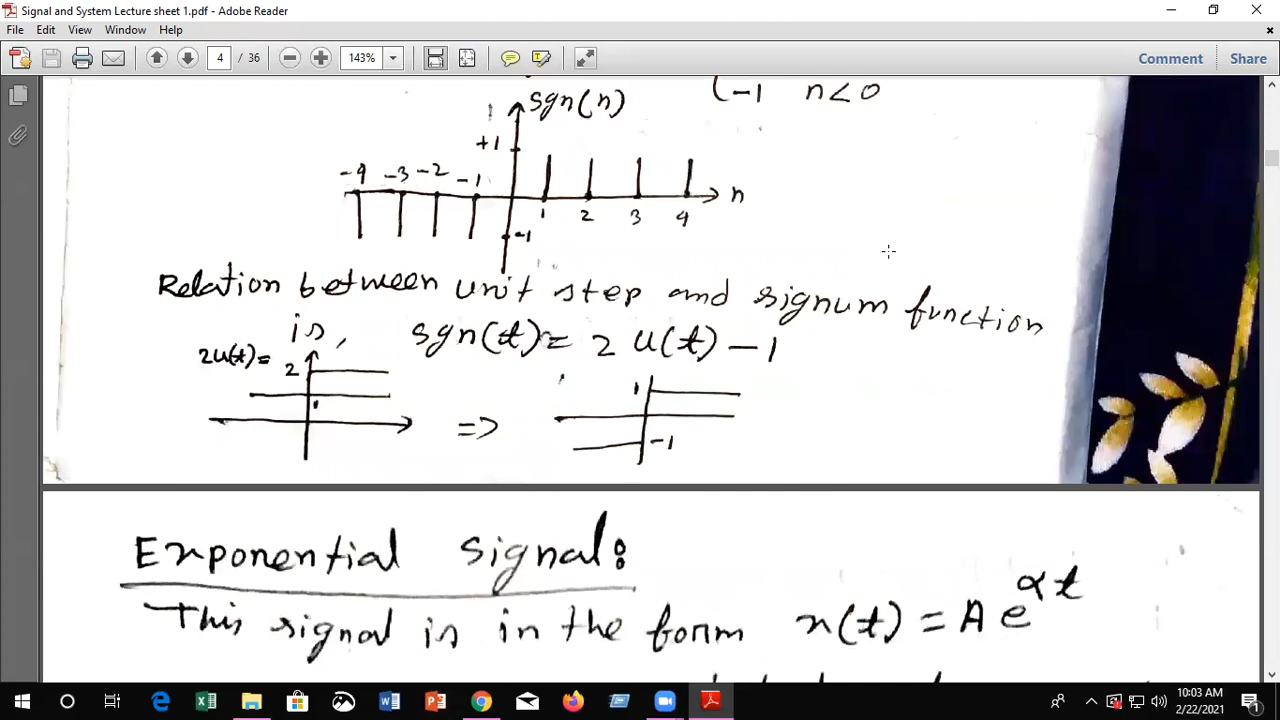 Signal and System Lecture sheet 1.pdf - Adobe Reader
File Edit View Window Help
4 / 36 143% Comment Share
sgn(n) -1 n<0
+1
-4 -3 -2 -1 n
1 2 3 4
-1
Relation between unit step and signum function
is, sgn(t) = 2 u(t) - 1
2u(t) = 2 1
1 => -1
Exponential signal:
This signal is in the form x(t) = A e^αt
10:03 AM
2/22/2021